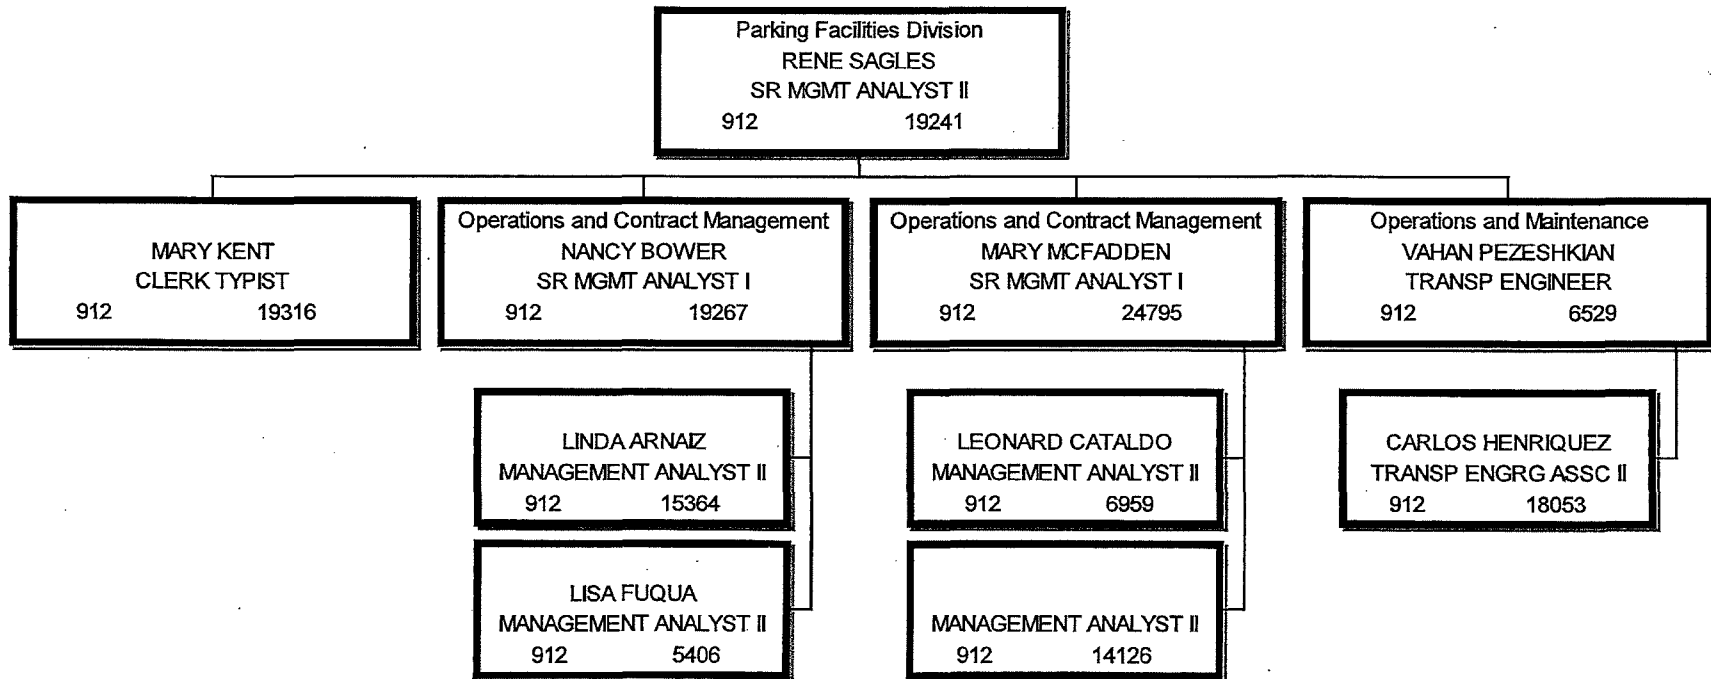 Parking Facilities Division
RENE SAGLES
SR MGMT ANALYST II
912 19241
MARY KENT
CLERK TYPIST
912 19316
Operations and Contract Management
NANCY BOWER
SR MGMT ANALYST I
912 19267
Operations and Contract Management
MARY MCFADDEN
SR MGMT ANALYST I
912 24795
Operations and Maintenance
VAHAN PEZESHKIAN
TRANSP ENGINEER
912 6529
LINDA ARNAIZ
MANAGEMENT ANALYST II
912 15364
LISA FUQUA
MANAGEMENT ANALYST II
912 5406
LEONARD CATALDO
MANAGEMENT ANALYST II
912 6959
MANAGEMENT ANALYST II
912 14126
CARLOS HENRIQUEZ
TRANSP ENGRG ASSC II
912 18053